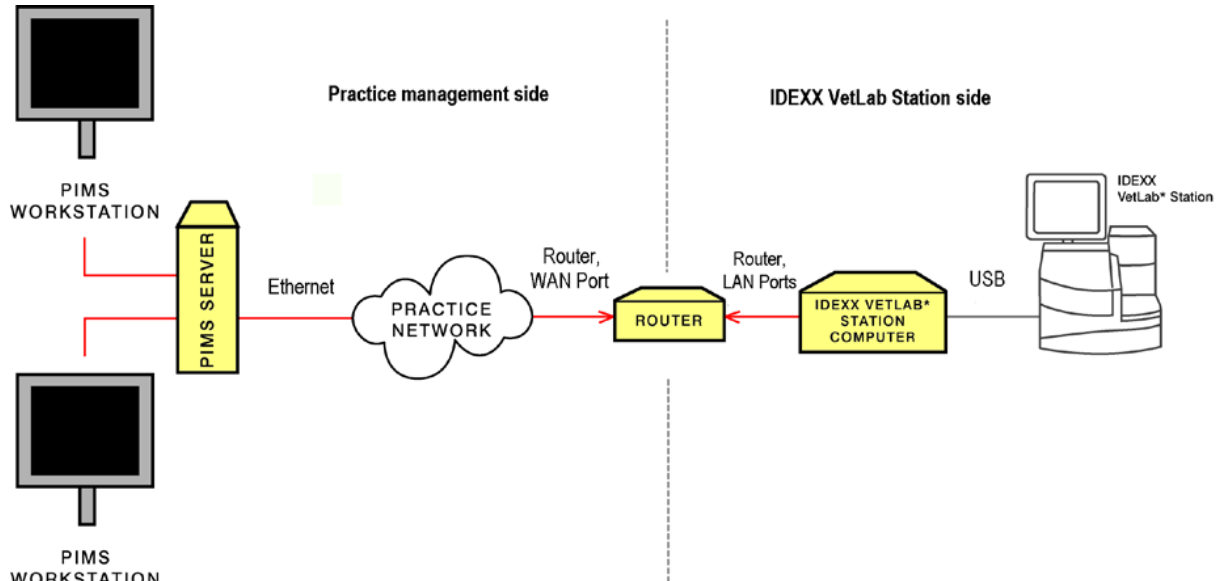 Practice management side
IDEXX VetLab Station side
PIMS
WORKSTATION
PIMS SERVER
Ethernet
PRACTICE
NETWORK
Router,
WAN Port
ROUTER
Router,
LAN Ports
IDEXX VETLAB*
STATION
COMPUTER
USB
IDEXX
VetLab* Station
PIMS
WORKSTATION